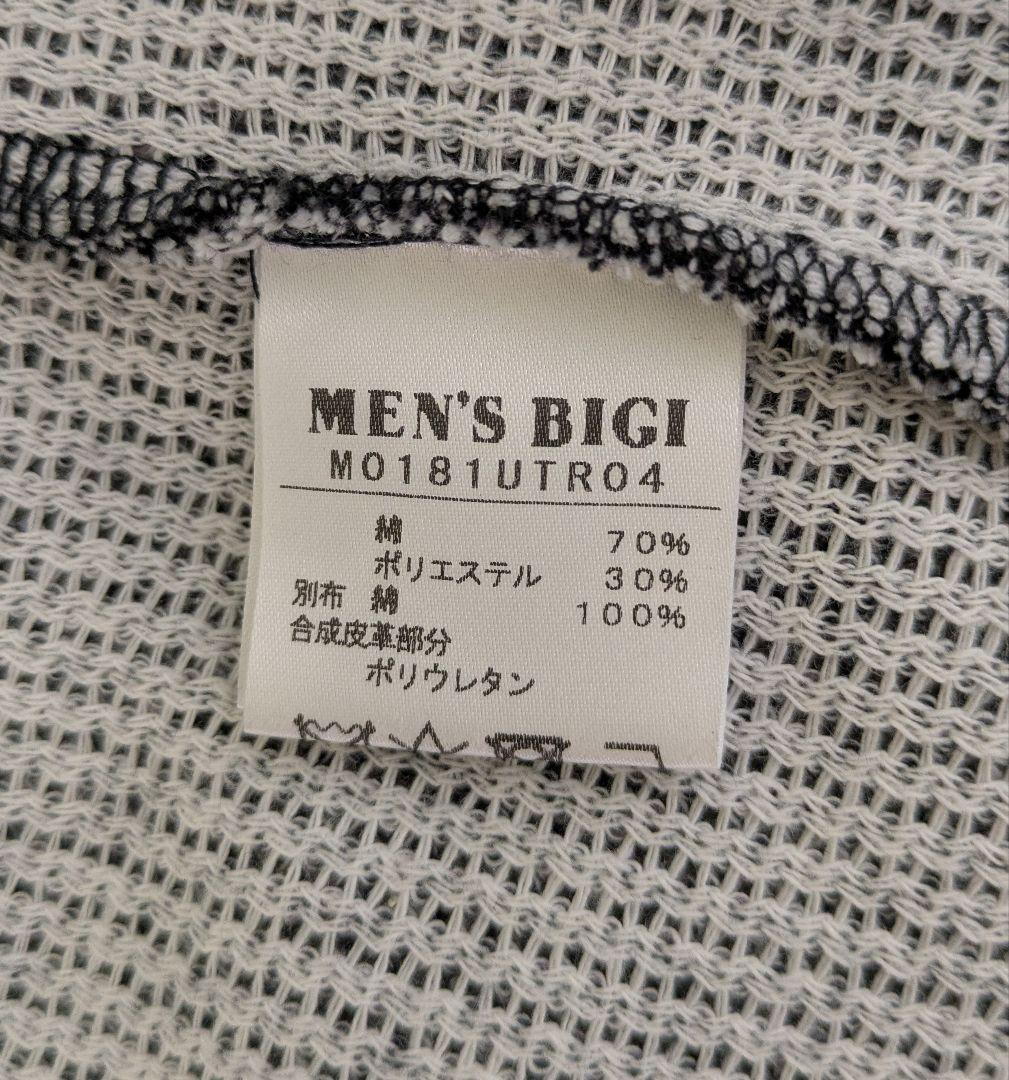 MEN'S BIGI
M0181UTR04
綿 70%
ポリエステル 30%
別布 綿 100%
合成皮革部分
ポリウレタン